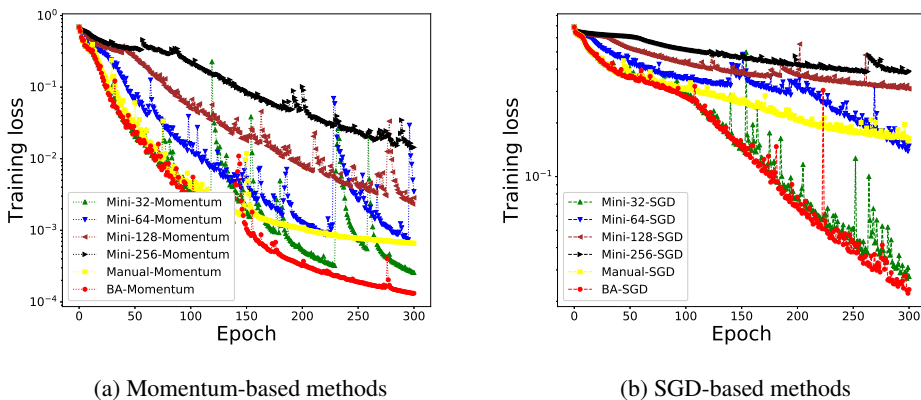 10⁰
10⁻¹
10⁻²
10⁻³
10⁻⁴
Training loss
Mini-32-Momentum
Mini-64-Momentum
Mini-128-Momentum
Mini-256-Momentum
Manual-Momentum
BA-Momentum
0 50 100 150 200 250 300
Epoch
(a) Momentum-based methods
10⁻¹
Training loss
Mini-32-SGD
Mini-64-SGD
Mini-128-SGD
Mini-256-SGD
Manual-SGD
BA-SGD
0 50 100 150 200 250 300
Epoch
(b) SGD-based methods